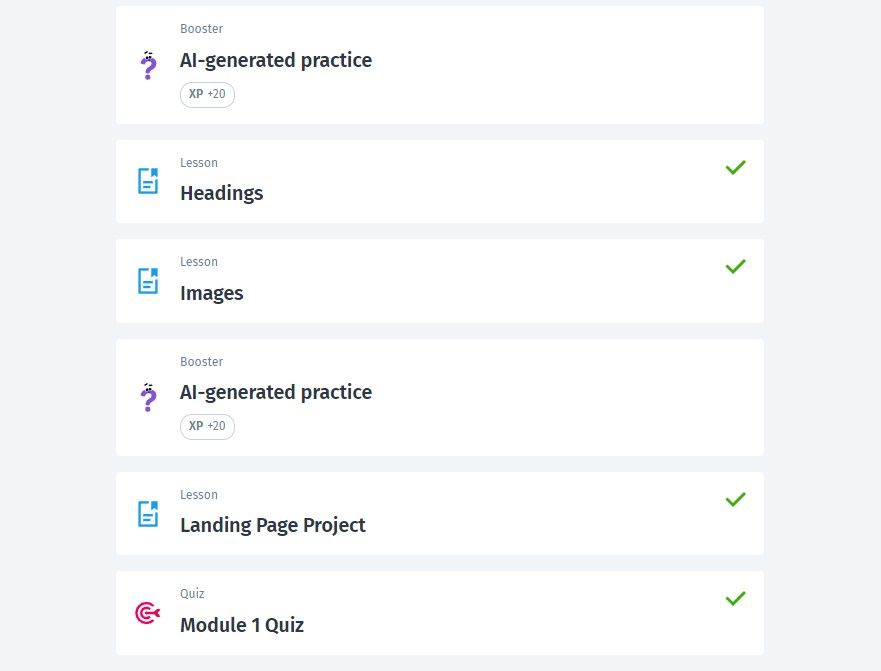 Booster
AI-generated practice
XP +20
Lesson
Headings
Lesson
Images
Booster
AI-generated practice
XP +20
Lesson
Landing Page Project
Quiz
Module 1 Quiz